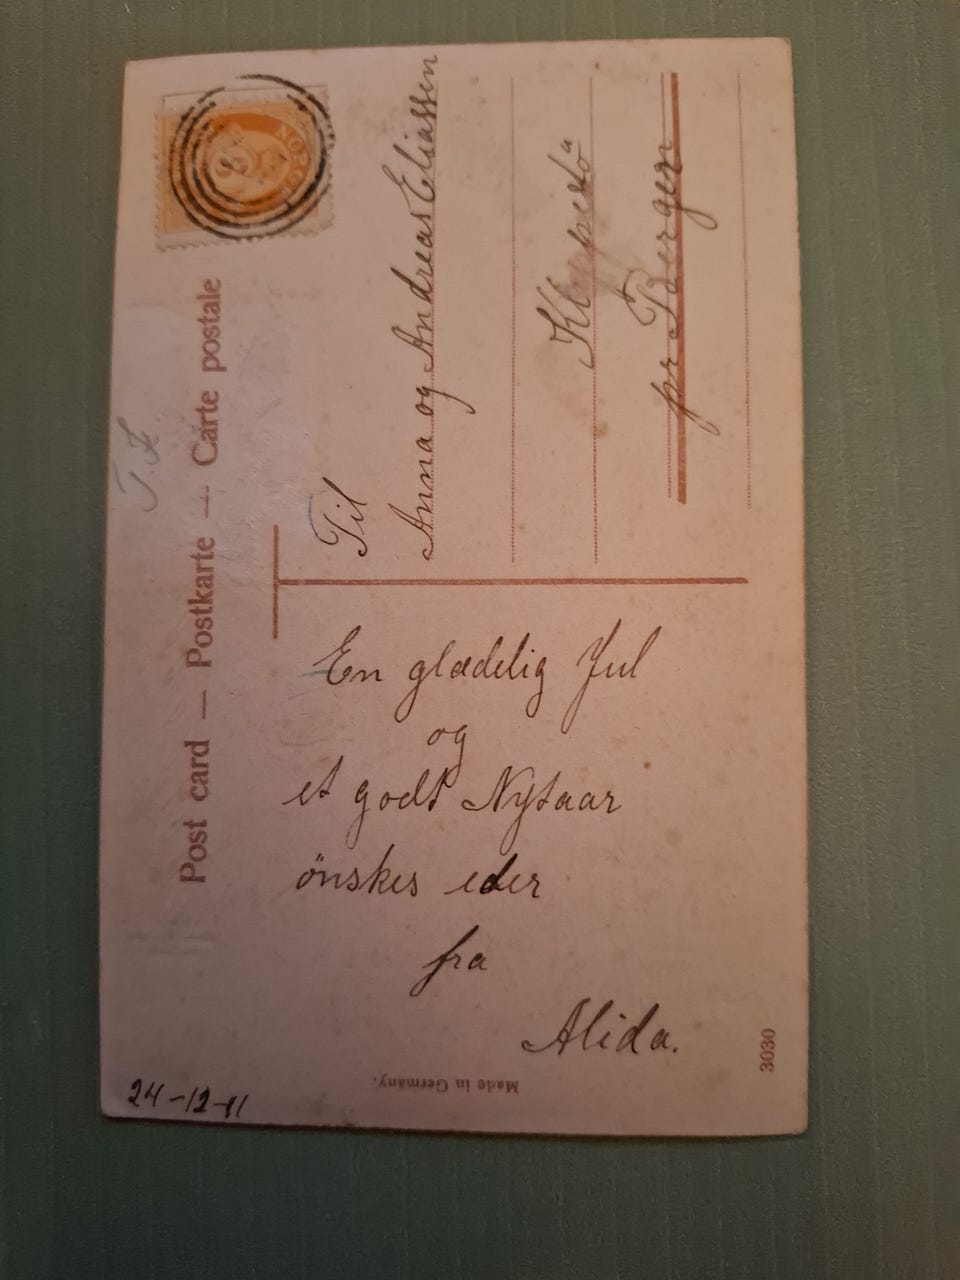 Post card — Postkarte — Carte postale
T. F.
NORGE
Til
Anna og Andreas Eliassen
pr Bergen
En glædelig Jul
og
et godt Nytaar
önskes eder
fra
Alida.
24-12-11
Made in Germany.
3030